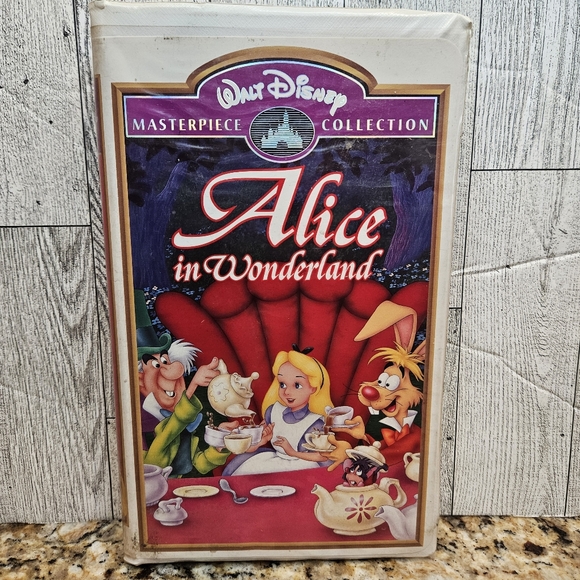 Walt Disney
MASTERPIECE COLLECTION
Alice
in Wonderland